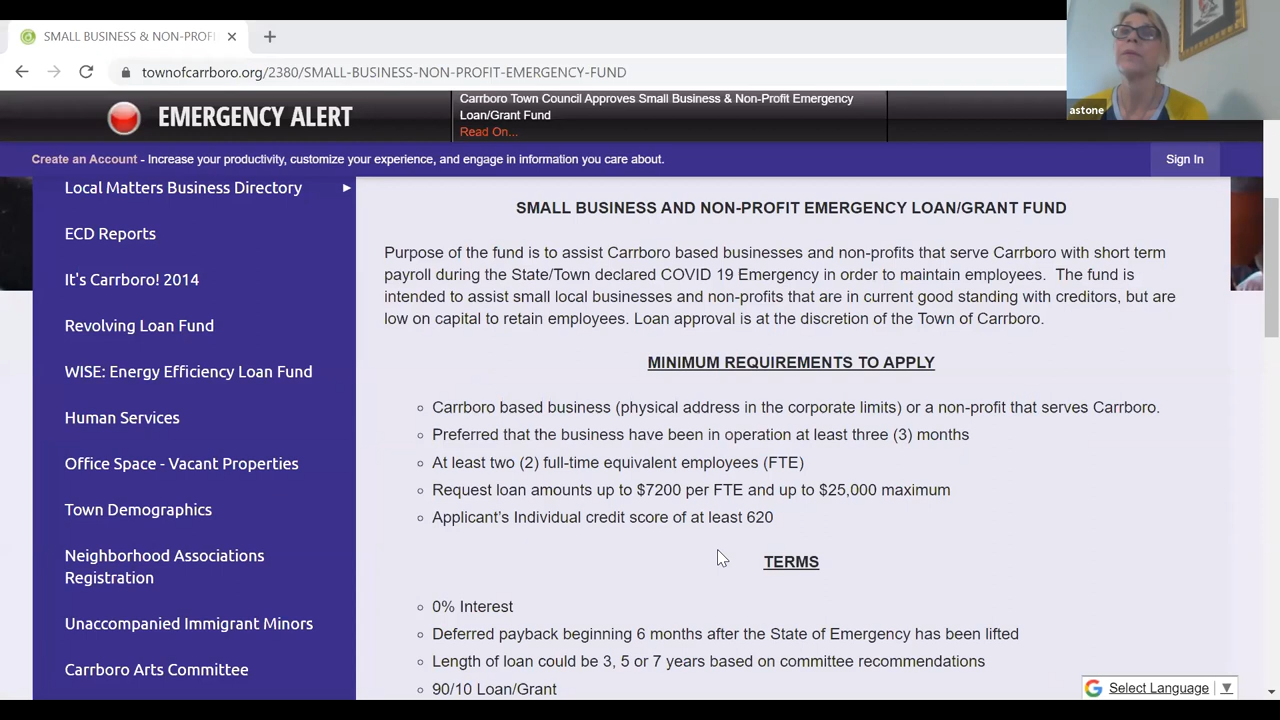 SMALL BUSINESS & NON-PROFI
townofcarrboro.org/2380/SMALL-BUSINESS-NON-PROFIT-EMERGENCY-FUND
astone
EMERGENCY ALERT
Carrboro Town Council Approves Small Business & Non-Profit Emergency
Loan/Grant Fund
Read On...
Create an Account - Increase your productivity, customize your experience, and engage in information you care about.
Sign In
Local Matters Business Directory
ECD Reports
It's Carrboro! 2014
Revolving Loan Fund
WISE: Energy Efficiency Loan Fund
Human Services
Office Space - Vacant Properties
Town Demographics
Neighborhood Associations
Registration
Unaccompanied Immigrant Minors
Carrboro Arts Committee
SMALL BUSINESS AND NON-PROFIT EMERGENCY LOAN/GRANT FUND
Purpose of the fund is to assist Carrboro based businesses and non-profits that serve Carrboro with short term
payroll during the State/Town declared COVID 19 Emergency in order to maintain employees. The fund is
intended to assist small local businesses and non-profits that are in current good standing with creditors, but are
low on capital to retain employees. Loan approval is at the discretion of the Town of Carrboro.
MINIMUM REQUIREMENTS TO APPLY
Carrboro based business (physical address in the corporate limits) or a non-profit that serves Carrboro.
Preferred that the business have been in operation at least three (3) months
At least two (2) full-time equivalent employees (FTE)
Request loan amounts up to $7200 per FTE and up to $25,000 maximum
Applicant's Individual credit score of at least 620
TERMS
0% Interest
Deferred payback beginning 6 months after the State of Emergency has been lifted
Length of loan could be 3, 5 or 7 years based on committee recommendations
90/10 Loan/Grant
Select Language